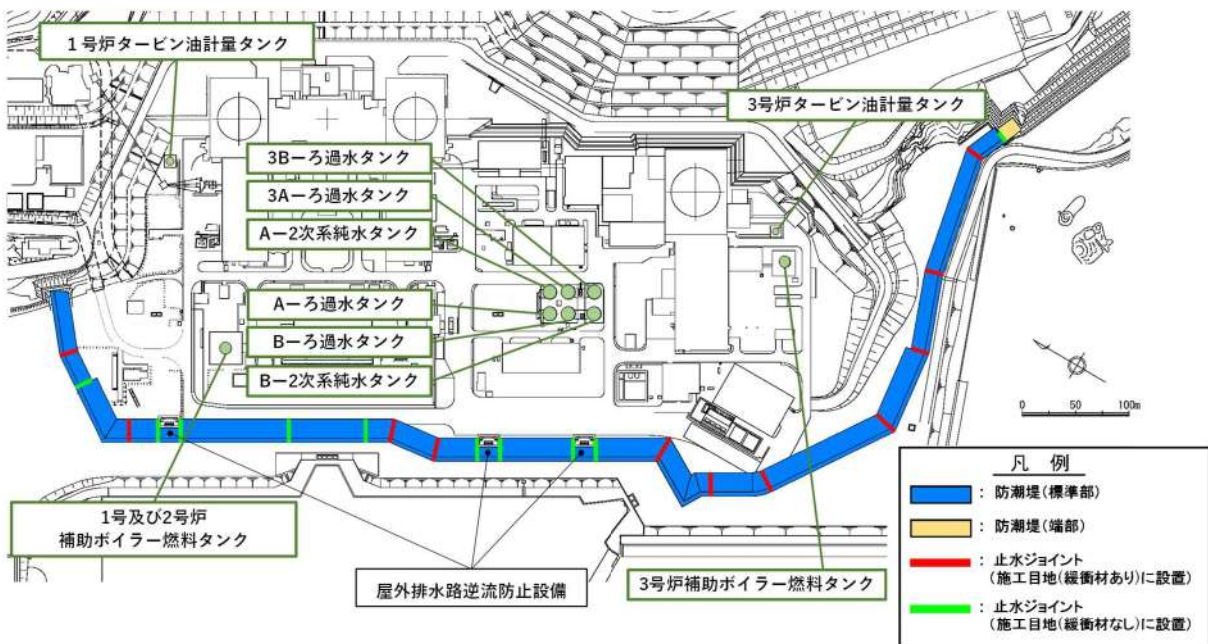 1号炉タービン油計量タンク
3号炉タービン油計量タンク
3Bーろ過水タンク
3Aーろ過水タンク
Aー2次系純水タンク
Aーろ過水タンク
Bーろ過水タンク
Bー2次系純水タンク
0 50 100m
1号及び2号炉
補助ボイラー燃料タンク
屋外排水路逆流防止設備
3号炉補助ボイラー燃料タンク
凡 例
: 防潮堤(標準部)
: 防潮堤(端部)
: 止水ジョイント
(施工目地(緩衝材あり)に設置)
: 止水ジョイント
(施工目地(緩衝材なし)に設置)